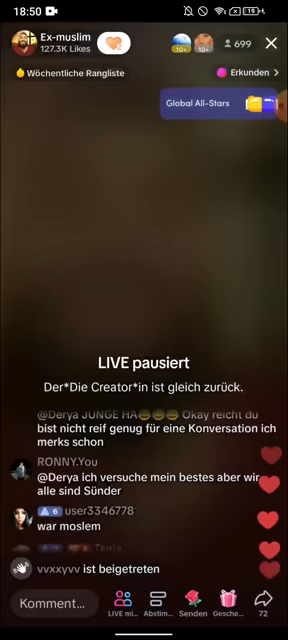 18:50
19
Ex-muslim
127.3K Likes
10+
10+
699
Wöchentliche Rangliste
Erkunden
Global All-Stars
LIVE pausiert
Der*Die Creator*in ist gleich zurück.
@Derya JUNGE HA😂😂😂 Okay reicht du
bist nicht reif genug für eine Konversation ich
merks schon
RONNY.You
@Derya ich versuche mein bestes aber wir
alle sind Sünder
6 user3346778
war moslem
Tanja
vvxxyvv ist beigetreten
Komment...
LIVE mi...
Abstim...
Senden
Gesche...
72